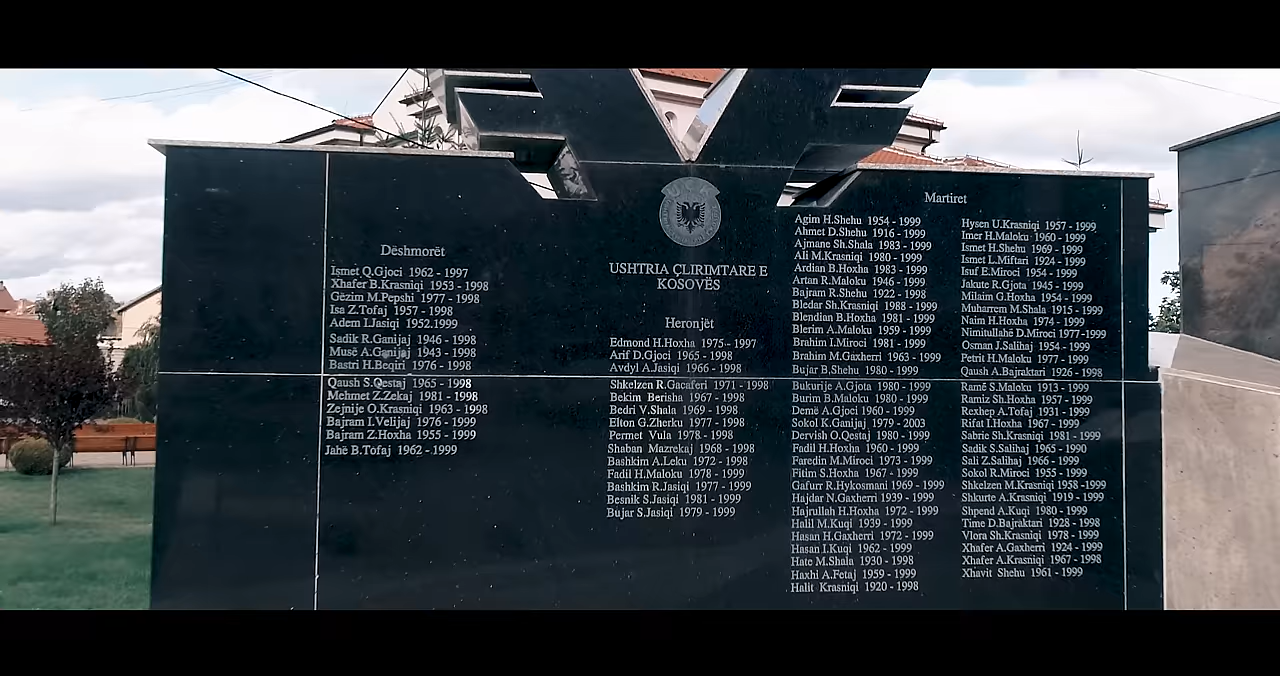 Dëshmorët
Ismet Q.Gjoci 1962 - 1997
Xhafer B.Krasniqi 1953 - 1998
Gëzim M.Pepshi 1977 - 1998
Isa Z.Tofaj 1957 - 1998
Adem I.Jasiqi 1952.1999
Sadik R.Ganijaj 1946 - 1998
Musë A.Ganijaj 1943 - 1998
Bastri H.Beqiri 1976 - 1998
Qaush S.Qestaj 1965 - 1998
Mehmet Z.Zekaj 1981 - 1998
Zejnije O.Krasniqi 1963 - 1998
Bajram I.Velijaj 1976 - 1999
Bajram Z.Hoxha 1955 - 1999
Jahë B.Tofaj 1962 - 1999
USHTRIA ÇLIRIMTARE E
KOSOVËS
Heronjët
Edmond H.Hoxha 1975 - 1997
Arif D.Gjoci 1965 - 1998
Avdyl A.Jasiqi 1966 - 1998
Shkelzen R.Gacaferi 1971 - 1998
Bekim Berisha 1967 - 1998
Bedri V.Shala 1969 - 1998
Elton G.Zherku 1977 - 1998
Permet Vula 1978 - 1998
Shaban Mazrekaj 1968 - 1998
Bashkim A.Leku 1972 - 1998
Fadil H.Maloku 1978 - 1999
Bashkim R.Jasiqi 1977 - 1999
Besnik S.Jasiqi 1981 - 1999
Bujar S.Jasiqi 1979 - 1999
Martiret
Agim H.Shehu 1954 - 1999
Ahmet D.Shehu 1916 - 1999
Ajmane Sh.Shala 1983 - 1999
Ali M.Krasniqi 1980 - 1999
Ardian B.Hoxha 1983 - 1999
Artan R.Maloku 1946 - 1999
Bajram R.Shehu 1922 - 1998
Bledar Sh.Krasniqi 1988 - 1999
Blendian B.Hoxha 1981 - 1999
Blerim A.Maloku 1959 - 1999
Brahim I.Miroci 1981 - 1999
Brahim M.Gaxherri 1963 - 1999
Bujar B.Shehu 1980 - 1999
Bukurije A.Gjota 1980 - 1999
Burim B.Maloku 1980 - 1999
Demë A.Gjoci 1960 - 1999
Sokol K.Ganijaj 1979 - 2003
Dervish O.Qestaj 1980 - 1999
Fadil H.Hoxha 1960 - 1999
Faredin M.Miroci 1973 - 1999
Fitim S.Hoxha 1967 - 1999
Gafurr R.Hykosmani 1969 - 1999
Hajdar N.Gaxherri 1939 - 1999
Hajrullah H.Hoxha 1972 - 1999
Halil M.Kuqi 1939 - 1999
Hasan H.Gaxherri 1972 - 1999
Hasan I.Kuqi 1962 - 1999
Hate M.Shala 1930 - 1998
Haxhi A.Fetaj 1959 - 1999
Halit Krasniqi 1920 - 1998
Hysen U.Krasniqi 1957 - 1999
Imer H.Maloku 1960 - 1999
Ismet H.Shehu 1969 - 1999
Ismet L.Miftari 1924 - 1999
Isuf E.Miroci 1954 - 1999
Jakute R.Gjota 1945 - 1999
Milaim G.Hoxha 1954 - 1999
Muharrem M.Shala 1915 - 1999
Naim H.Hoxha 1974 - 1999
Nimitullahë D.Miroci 1977 - 1999
Osman J.Salihaj 1954 - 1999
Petrit H.Maloku 1977 - 1999
Qaush A.Bajraktari 1926 - 1998
Ramë S.Maloku 1913 - 1999
Ramiz Sh.Hoxha 1957 - 1999
Rexhep A.Tofaj 1931 - 1999
Rifat I.Hoxha 1967 - 1999
Sabrie Sh.Krasniqi 1981 - 1999
Sadik S.Salihaj 1965 - 1990
Sali Z.Salihaj 1966 - 1999
Sokol R.Miroci 1955 - 1999
Shkelzen M.Krasniqi 1958 - 1999
Shkurte A.Krasniqi 1919 - 1999
Shpend A.Kuqi 1980 - 1999
Time D.Bajraktari 1928 - 1998
Vlora Sh.Krasniqi 1978 - 1999
Xhafer A.Gaxherri 1924 - 1999
Xhafer A.Krasniqi 1967 - 1998
Xhavit Shehu 1961 - 1999